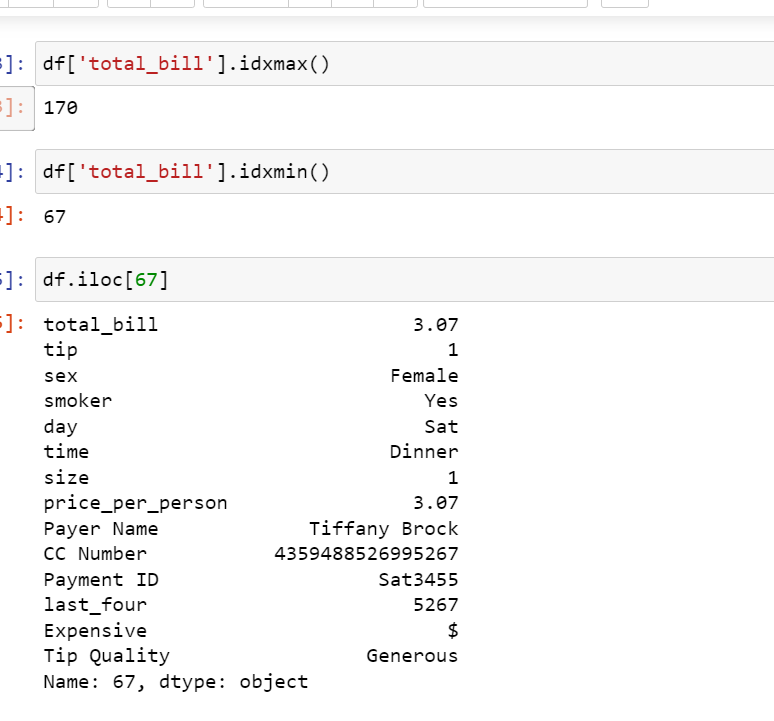 ]: df['total_bill'].idxmax()
]: 170
]: df['total_bill'].idxmin()
]: 67
]: df.iloc[67]
]: total_bill 3.07
tip 1
sex Female
smoker Yes
day Sat
time Dinner
size 1
price_per_person 3.07
Payer Name Tiffany Brock
CC Number 4359488526995267
Payment ID Sat3455
last_four 5267
Expensive $
Tip Quality Generous
Name: 67, dtype: object